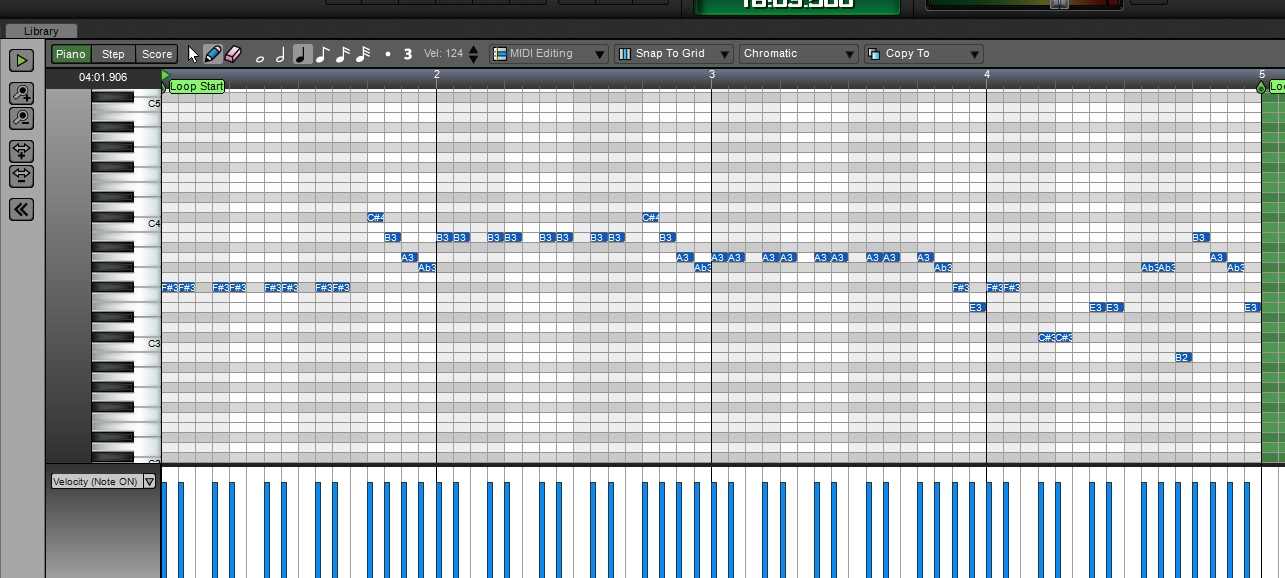 Library
Piano Step Score 3 Vel: 124 MIDI Editing Snap To Grid Chromatic Copy To
04:01.906 2 3 4 5
Loop Start
C5
C#4 C#4
C4
B3 B3 B3 B3 B3 B3 B3 B3 B3 B3 B3
A3 A3 A3 A3 A3 A3 A3 A3 A3 A3 A3 A3
Ab3 Ab3 Ab3 Ab3 Ab3 Ab3
F#3 F#3 F#3 F#3 F#3 F#3 F#3 F#3 F#3 F#3 F#3
E3 E3 E3 E3
C#3 C#3
C3
B2
Velocity (Note ON)